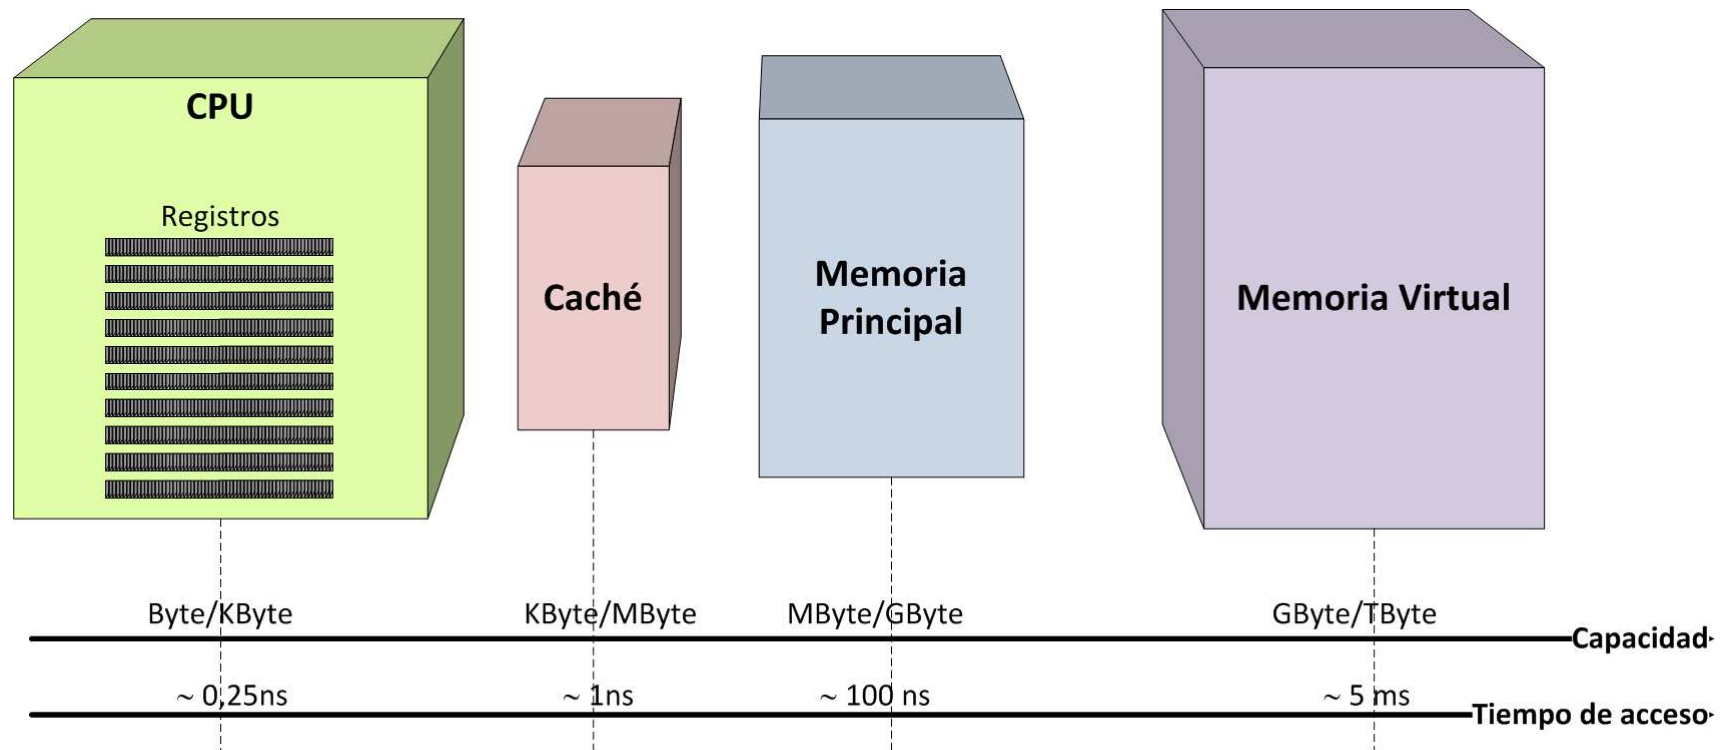 CPU
Registros
Caché
Memoria
Principal
Memoria Virtual
Byte/KByte
KByte/MByte
MByte/GByte
GByte/TByte
Capacidad
~ 0,25ns
~ 1ns
~ 100 ns
~ 5 ms
Tiempo de acceso